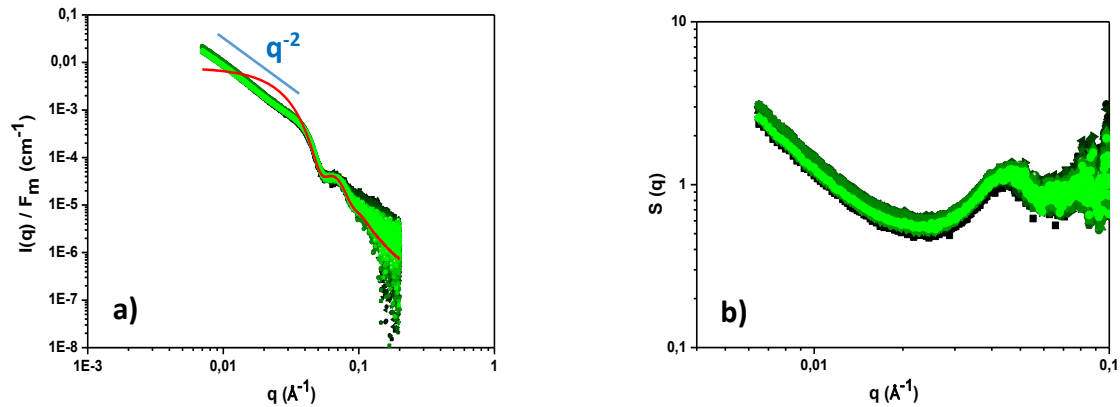 0,1
0,01
1E-3
1E-4
1E-5
1E-6
1E-7
1E-8
I(q) / F_m (cm⁻¹)
q⁻²
a)
1E-3
0,01
0,1
1
q (Å⁻¹)
10
1
0,1
S (q)
b)
0,01
0,1
q (Å⁻¹)